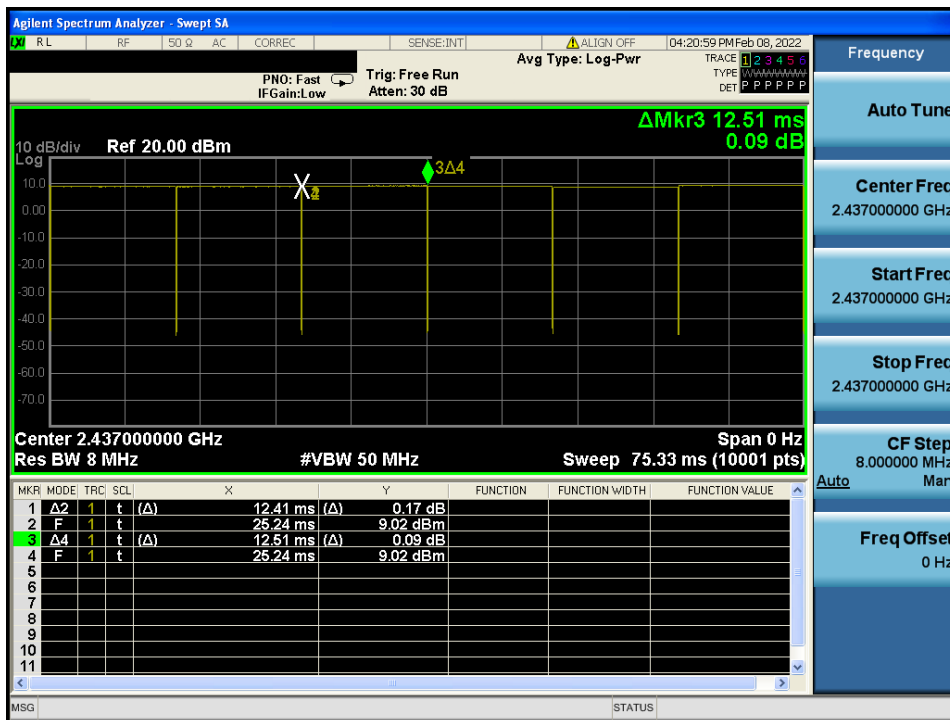 Agilent Spectrum Analyzer - Swept SA
LXI RL RF 50 Ω AC CORREC SENSE:INT ALIGN OFF 04:20:59 PM Feb 08, 2022
Avg Type: Log-Pwr TRACE 1 2 3 4 5 6
PNO: Fast Trig: Free Run TYPE WWWWWW
IFGain:Low Atten: 30 dB DET P P P P P P
ΔMkr3 12.51 ms
0.09 dB
10 dB/div Ref 20.00 dBm
Log
3Δ4
10.0
0.00
-10.0
-20.0
-30.0
-40.0
-50.0
-60.0
-70.0
Center 2.437000000 GHz Span 0 Hz
Res BW 8 MHz #VBW 50 MHz Sweep 75.33 ms (10001 pts)
MKR MODE TRC SCL X Y FUNCTION FUNCTION WIDTH FUNCTION VALUE
1 Δ2 1 t (Δ) 12.41 ms (Δ) 0.17 dB
2 F 1 t 25.24 ms 9.02 dBm
3 Δ4 1 t (Δ) 12.51 ms (Δ) 0.09 dB
4 F 1 t 25.24 ms 9.02 dBm
5
6
7
8
9
10
11
MSG STATUS
Frequency
Auto Tune
Center Freq
2.437000000 GHz
Start Freq
2.437000000 GHz
Stop Freq
2.437000000 GHz
CF Step
8.000000 MHz
Auto Man
Freq Offset
0 Hz